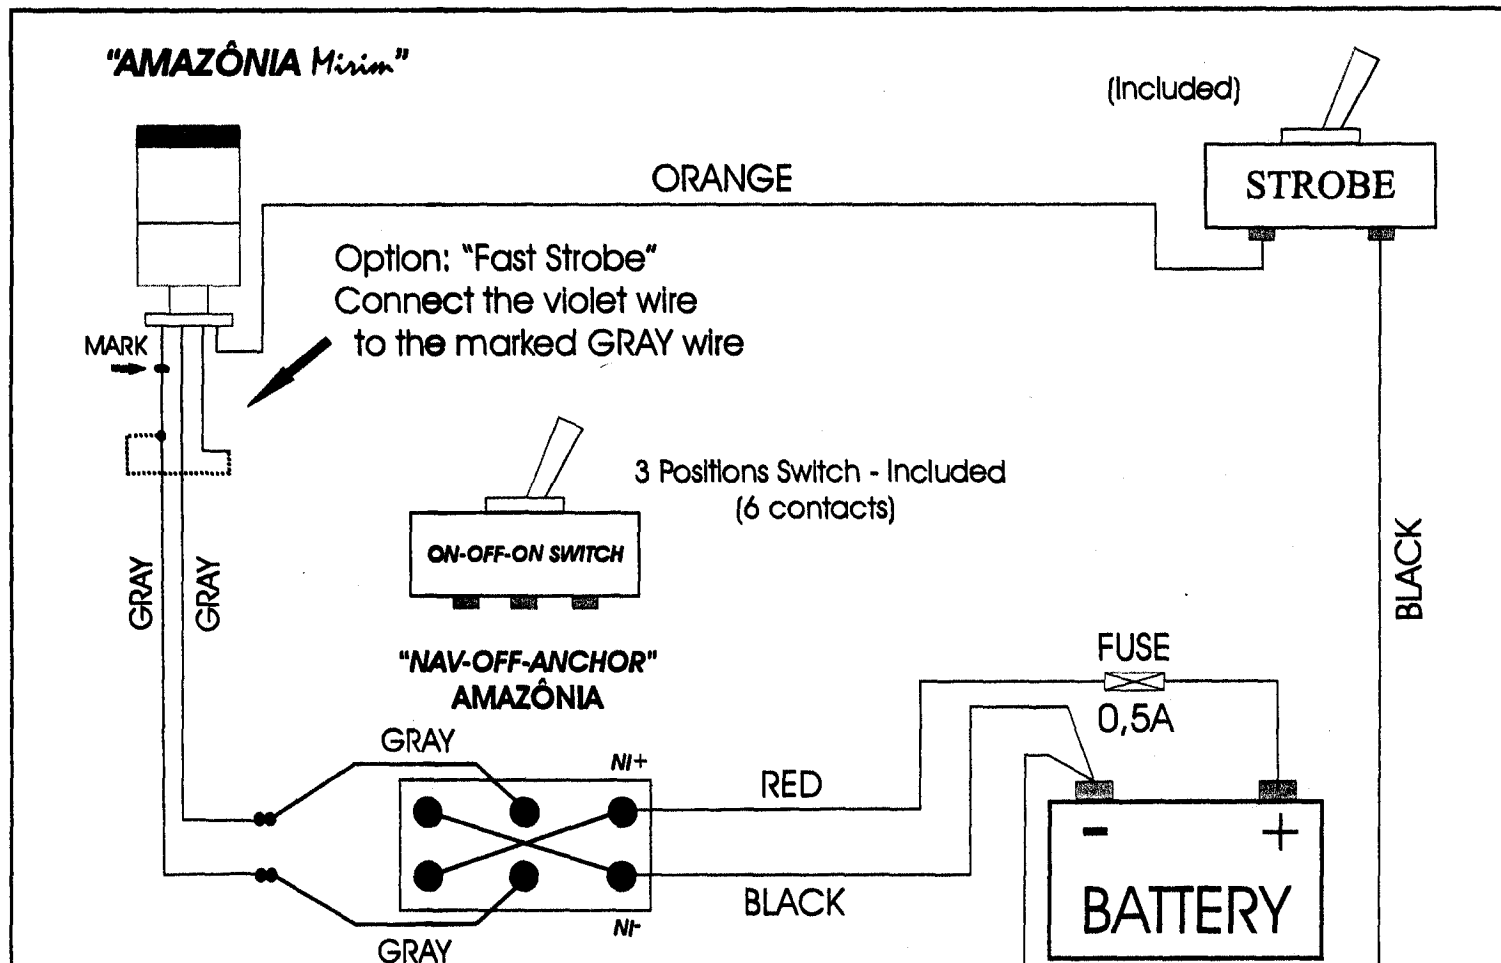 "AMAZÔNIA Mirim"
(Included)
STROBE
ORANGE
Option: "Fast Strobe"
Connect the violet wire
to the marked GRAY wire
MARK
3 Positions Switch - Included
(6 contacts)
ON-OFF-ON SWITCH
GRAY
GRAY
BLACK
"NAV-OFF-ANCHOR"
AMAZÔNIA
FUSE
0,5A
GRAY
NI+
RED
- +
BATTERY
BLACK
NI-
GRAY